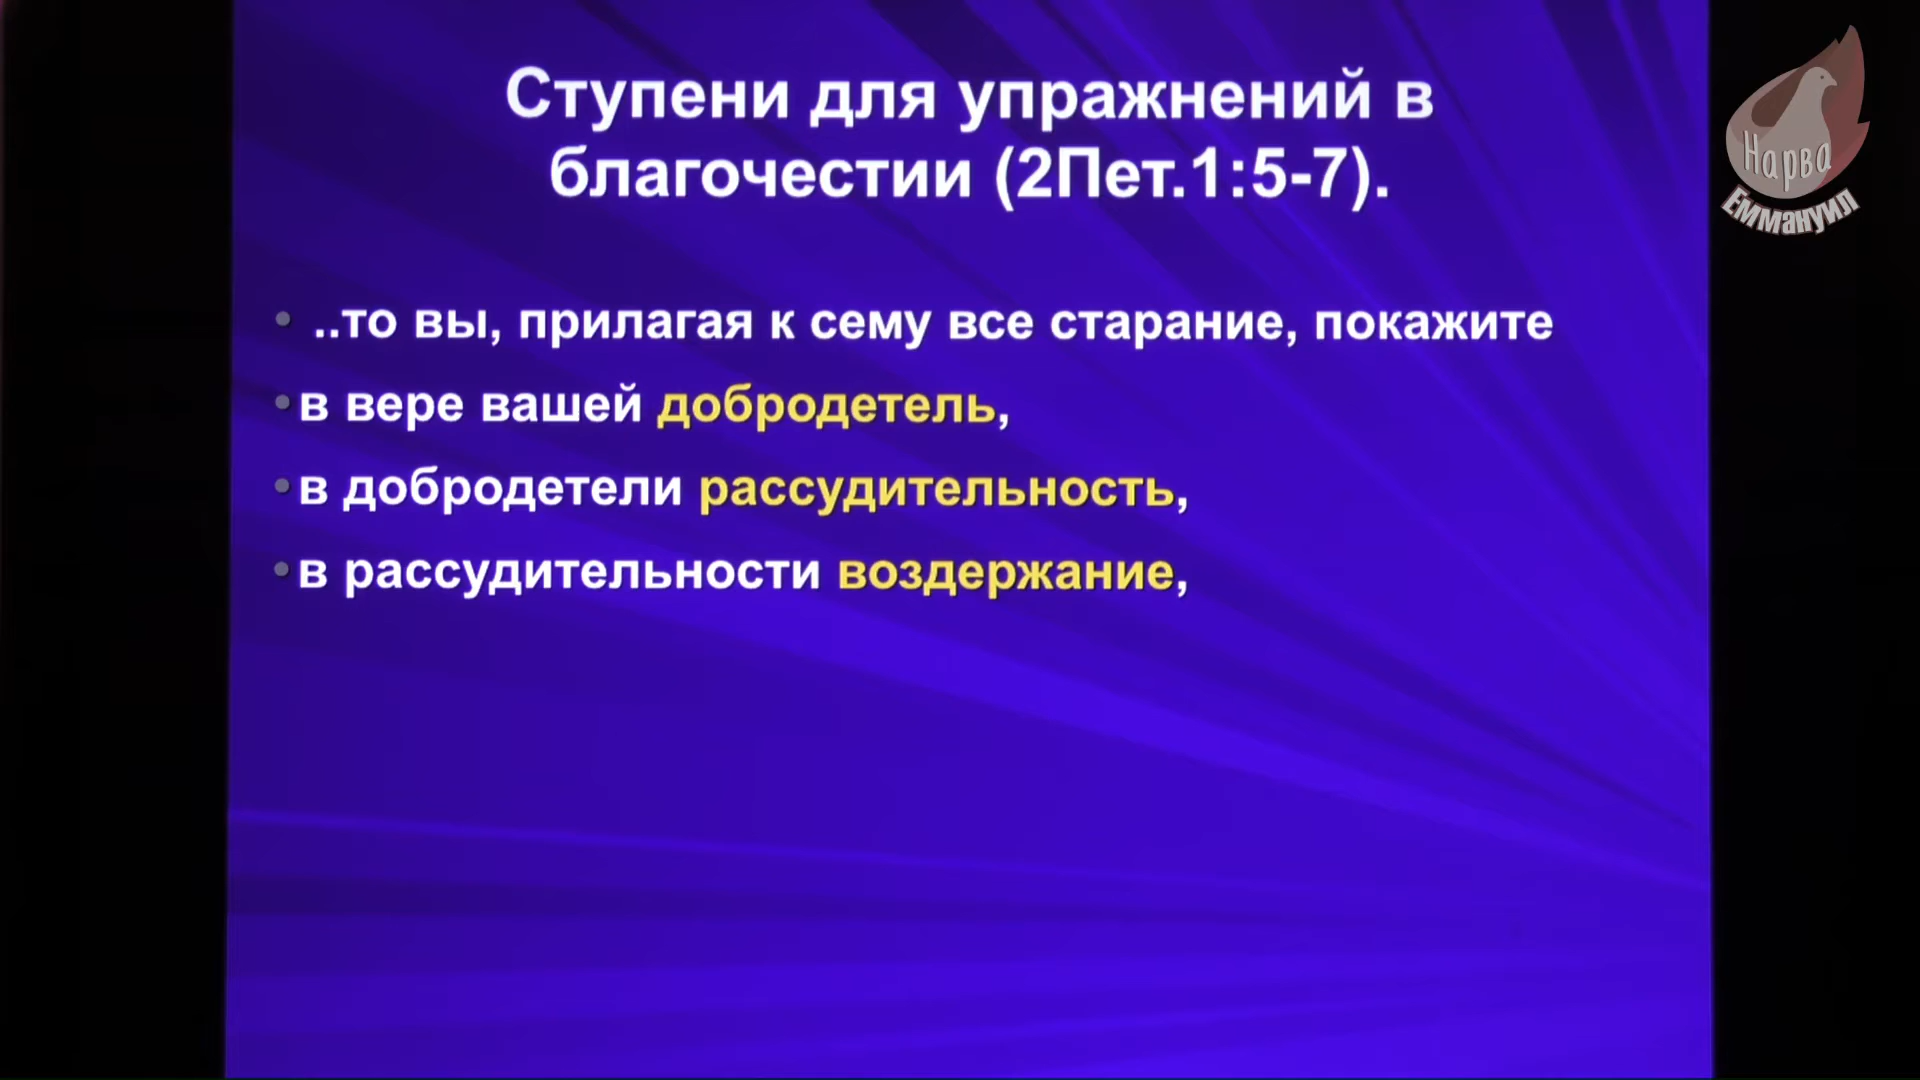 Ступени для упражнений в
благочестии (2Пет.1:5-7).
..то вы, прилагая к сему все старание, покажите
в вере вашей добродетель,
в добродетели рассудительность,
в рассудительности воздержание,
Нарва
Еммануил